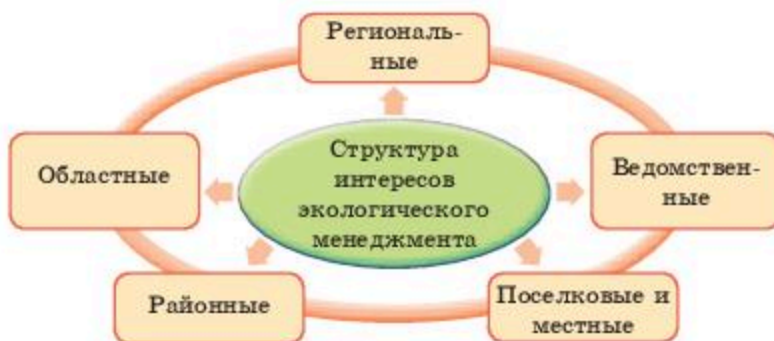 Региональ-
ные
Областные
Структура
интересов
экологического
менеджмента
Ведомствен-
ные
Районные
Поселковые и
местные